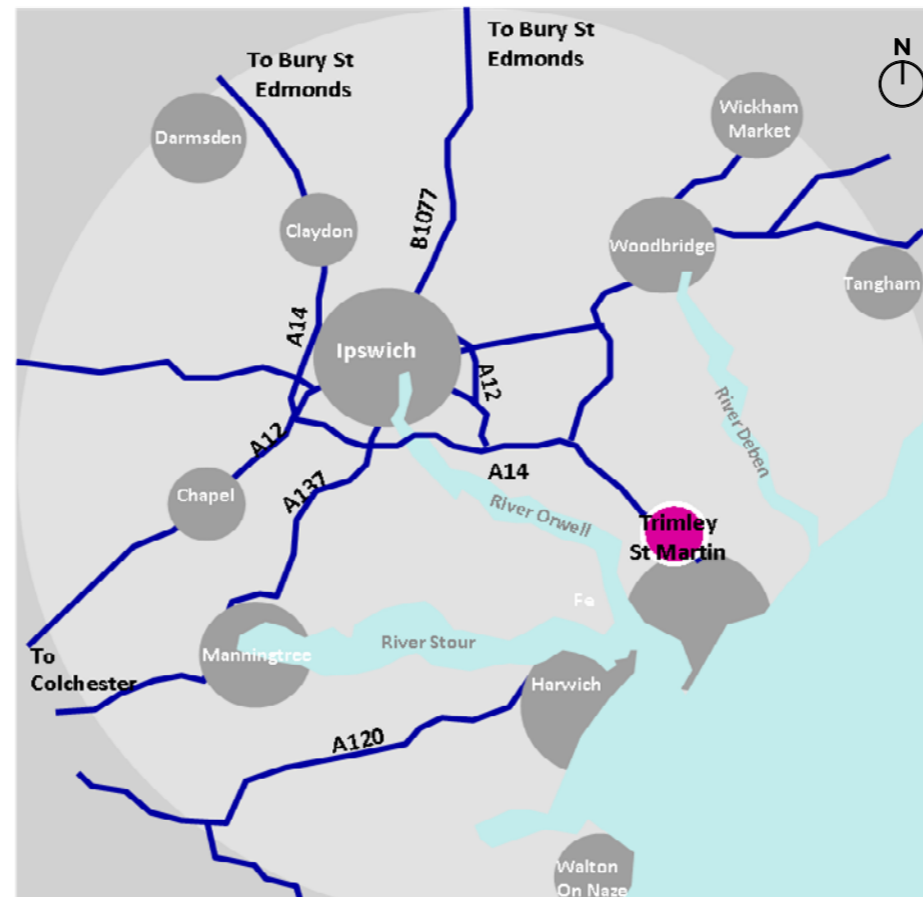 To Bury St
Edmonds
To Bury St
Edmonds
N
Wickham
Market
Darmsden
Claydon
B1077
Woodbridge
Tangham
A14
Ipswich
A12
River Deben
A12
A14
Chapel
A137
River Orwell
Trimley
St Martin
Fe
River Stour
Manningtree
To
Colchester
Harwich
A120
Walton
On Naze